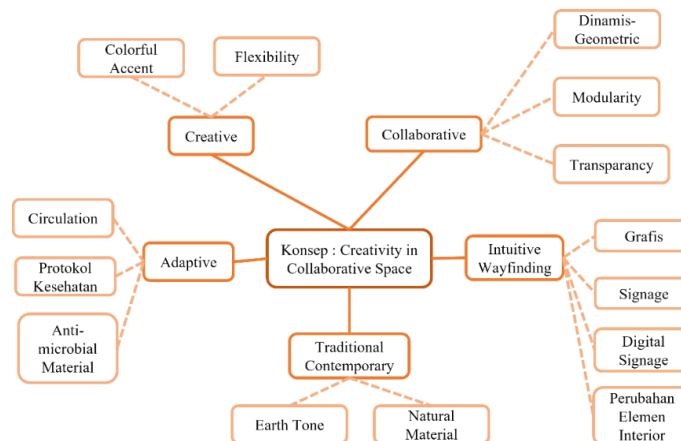 Colorful
Accent
Flexibility
Creative
Dinamis-
Geometric
Collaborative
Modularity
Transparancy
Circulation
Protokol
Kesehatan
Anti-
microbial
Material
Adaptive
Konsep : Creativity in
Collaborative Space
Intuitive
Wayfinding
Grafis
Signage
Digital
Signage
Perubahan
Elemen
Interior
Traditional
Contemporary
Earth Tone
Natural
Material